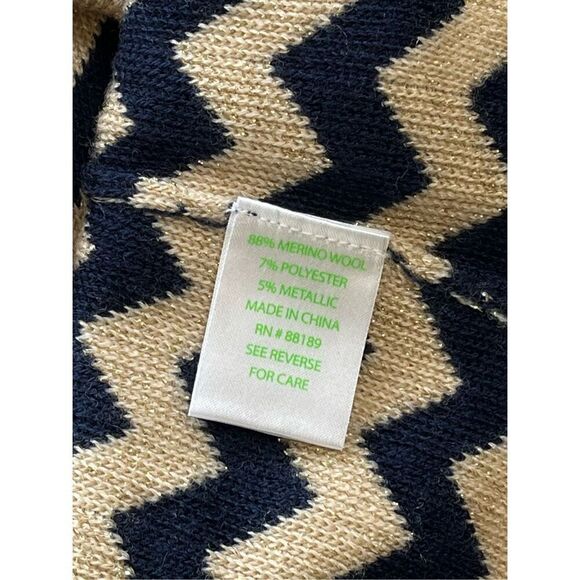 88% MERINO WOOL
7% POLYESTER
5% METALLIC
MADE IN CHINA
RN # 88189
SEE REVERSE
FOR CARE